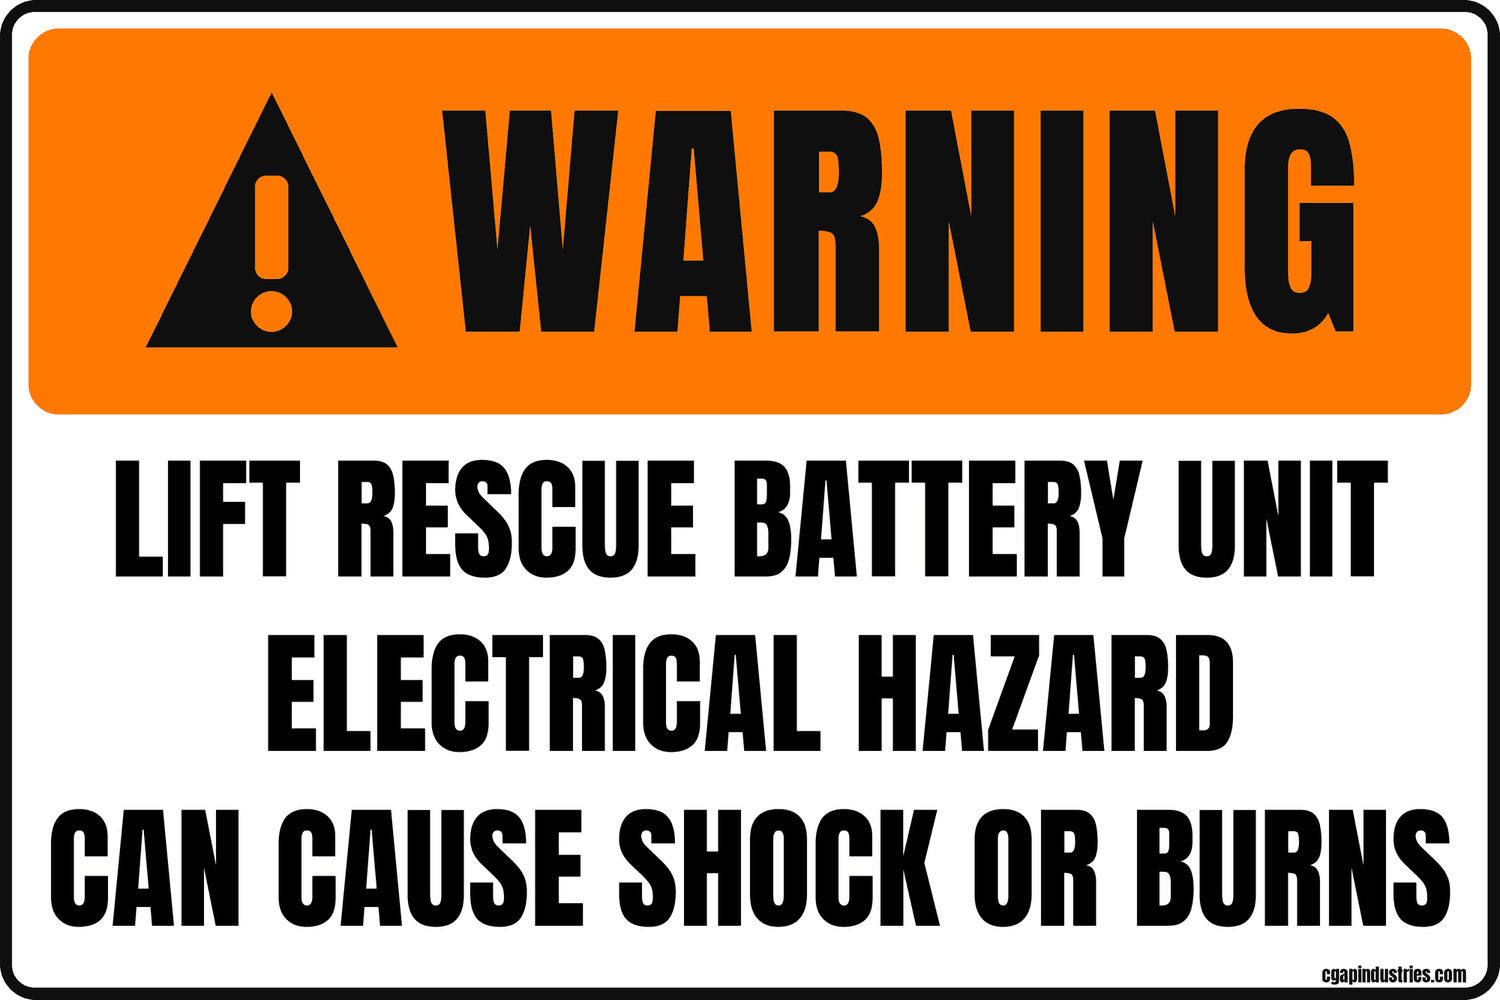 WARNING
LIFT RESCUE BATTERY UNIT
ELECTRICAL HAZARD
CAN CAUSE SHOCK OR BURNS
cgapindustries.com